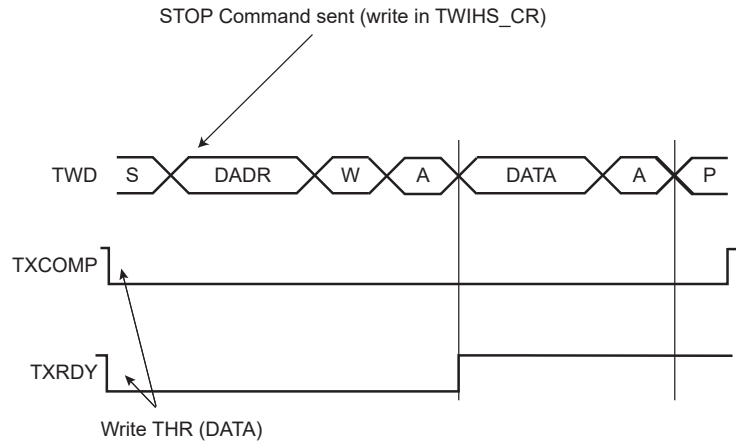 STOP Command sent (write in TWIHS_CR)
TWD S DADR W A DATA A P
TXCOMP
TXRDY
Write THR (DATA)